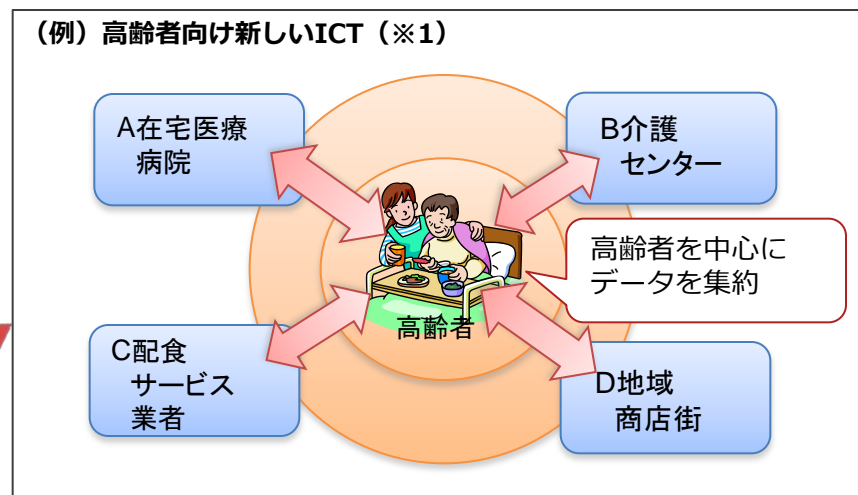 （例）高齢者向け新しいICT（※1）
A在宅医療
病院
B介護
センター
高齢者を中心に
データを集約
高齢者
C配食
サービス
業者
D地域
商店街